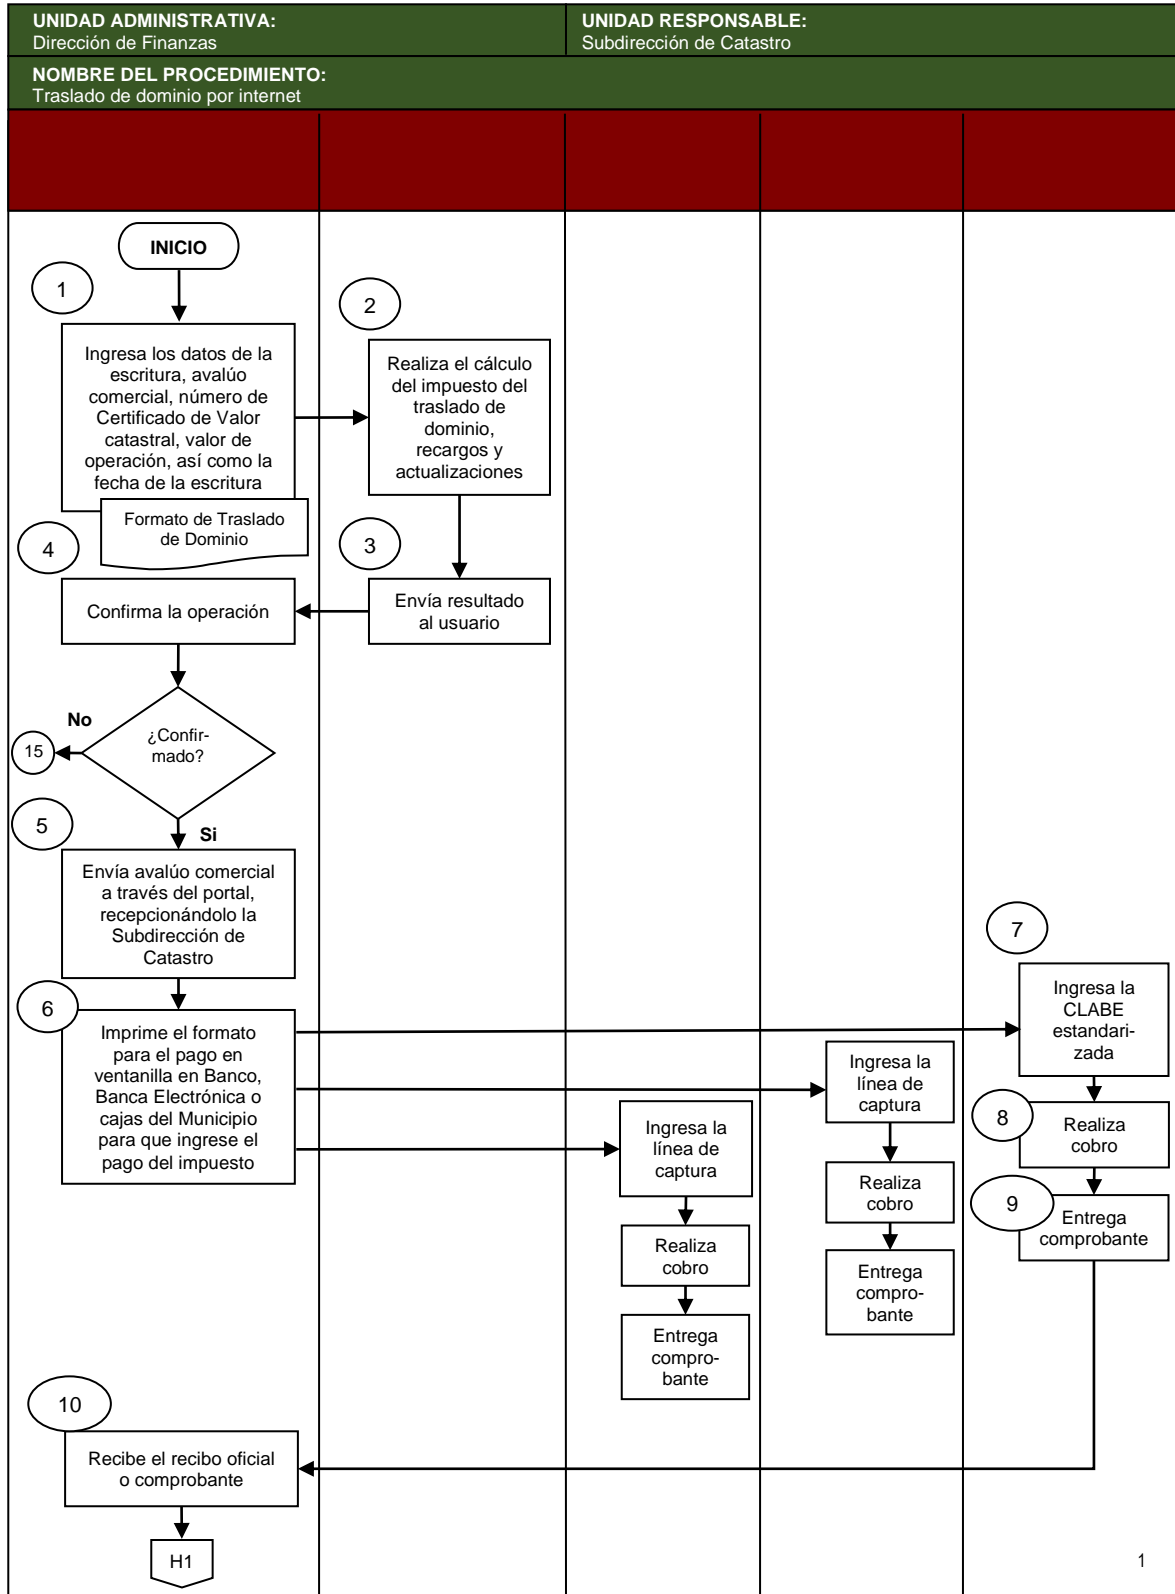 UNIDAD ADMINISTRATIVA:
Dirección de Finanzas
UNIDAD RESPONSABLE:
Subdirección de Catastro
NOMBRE DEL PROCEDIMIENTO:
Traslado de dominio por internet
INICIO
1
Ingresa los datos de la
escritura, avalúo
comercial, número de
Certificado de Valor
catastral, valor de
operación, así como la
fecha de la escritura
Formato de Traslado
de Dominio
2
Realiza el cálculo
del impuesto del
traslado de
dominio,
recargos y
actualizaciones
3
Envía resultado
al usuario
4
Confirma la operación
¿Confir-
mado?
No
15
Si
5
Envía avalúo comercial
a través del portal,
recepcionándolo la
Subdirección de
Catastro
6
Imprime el formato
para el pago en
ventanilla en Banco,
Banca Electrónica o
cajas del Municipio
para que ingrese el
pago del impuesto
Ingresa la
línea de
captura
Realiza
cobro
Entrega
compro-
bante
Ingresa la
línea de
captura
Realiza
cobro
Entrega
compro-
bante
7
Ingresa la
CLABE
estandari-
zada
8
Realiza
cobro
9
Entrega
comprobante
10
Recibe el recibo oficial
o comprobante
H1
1